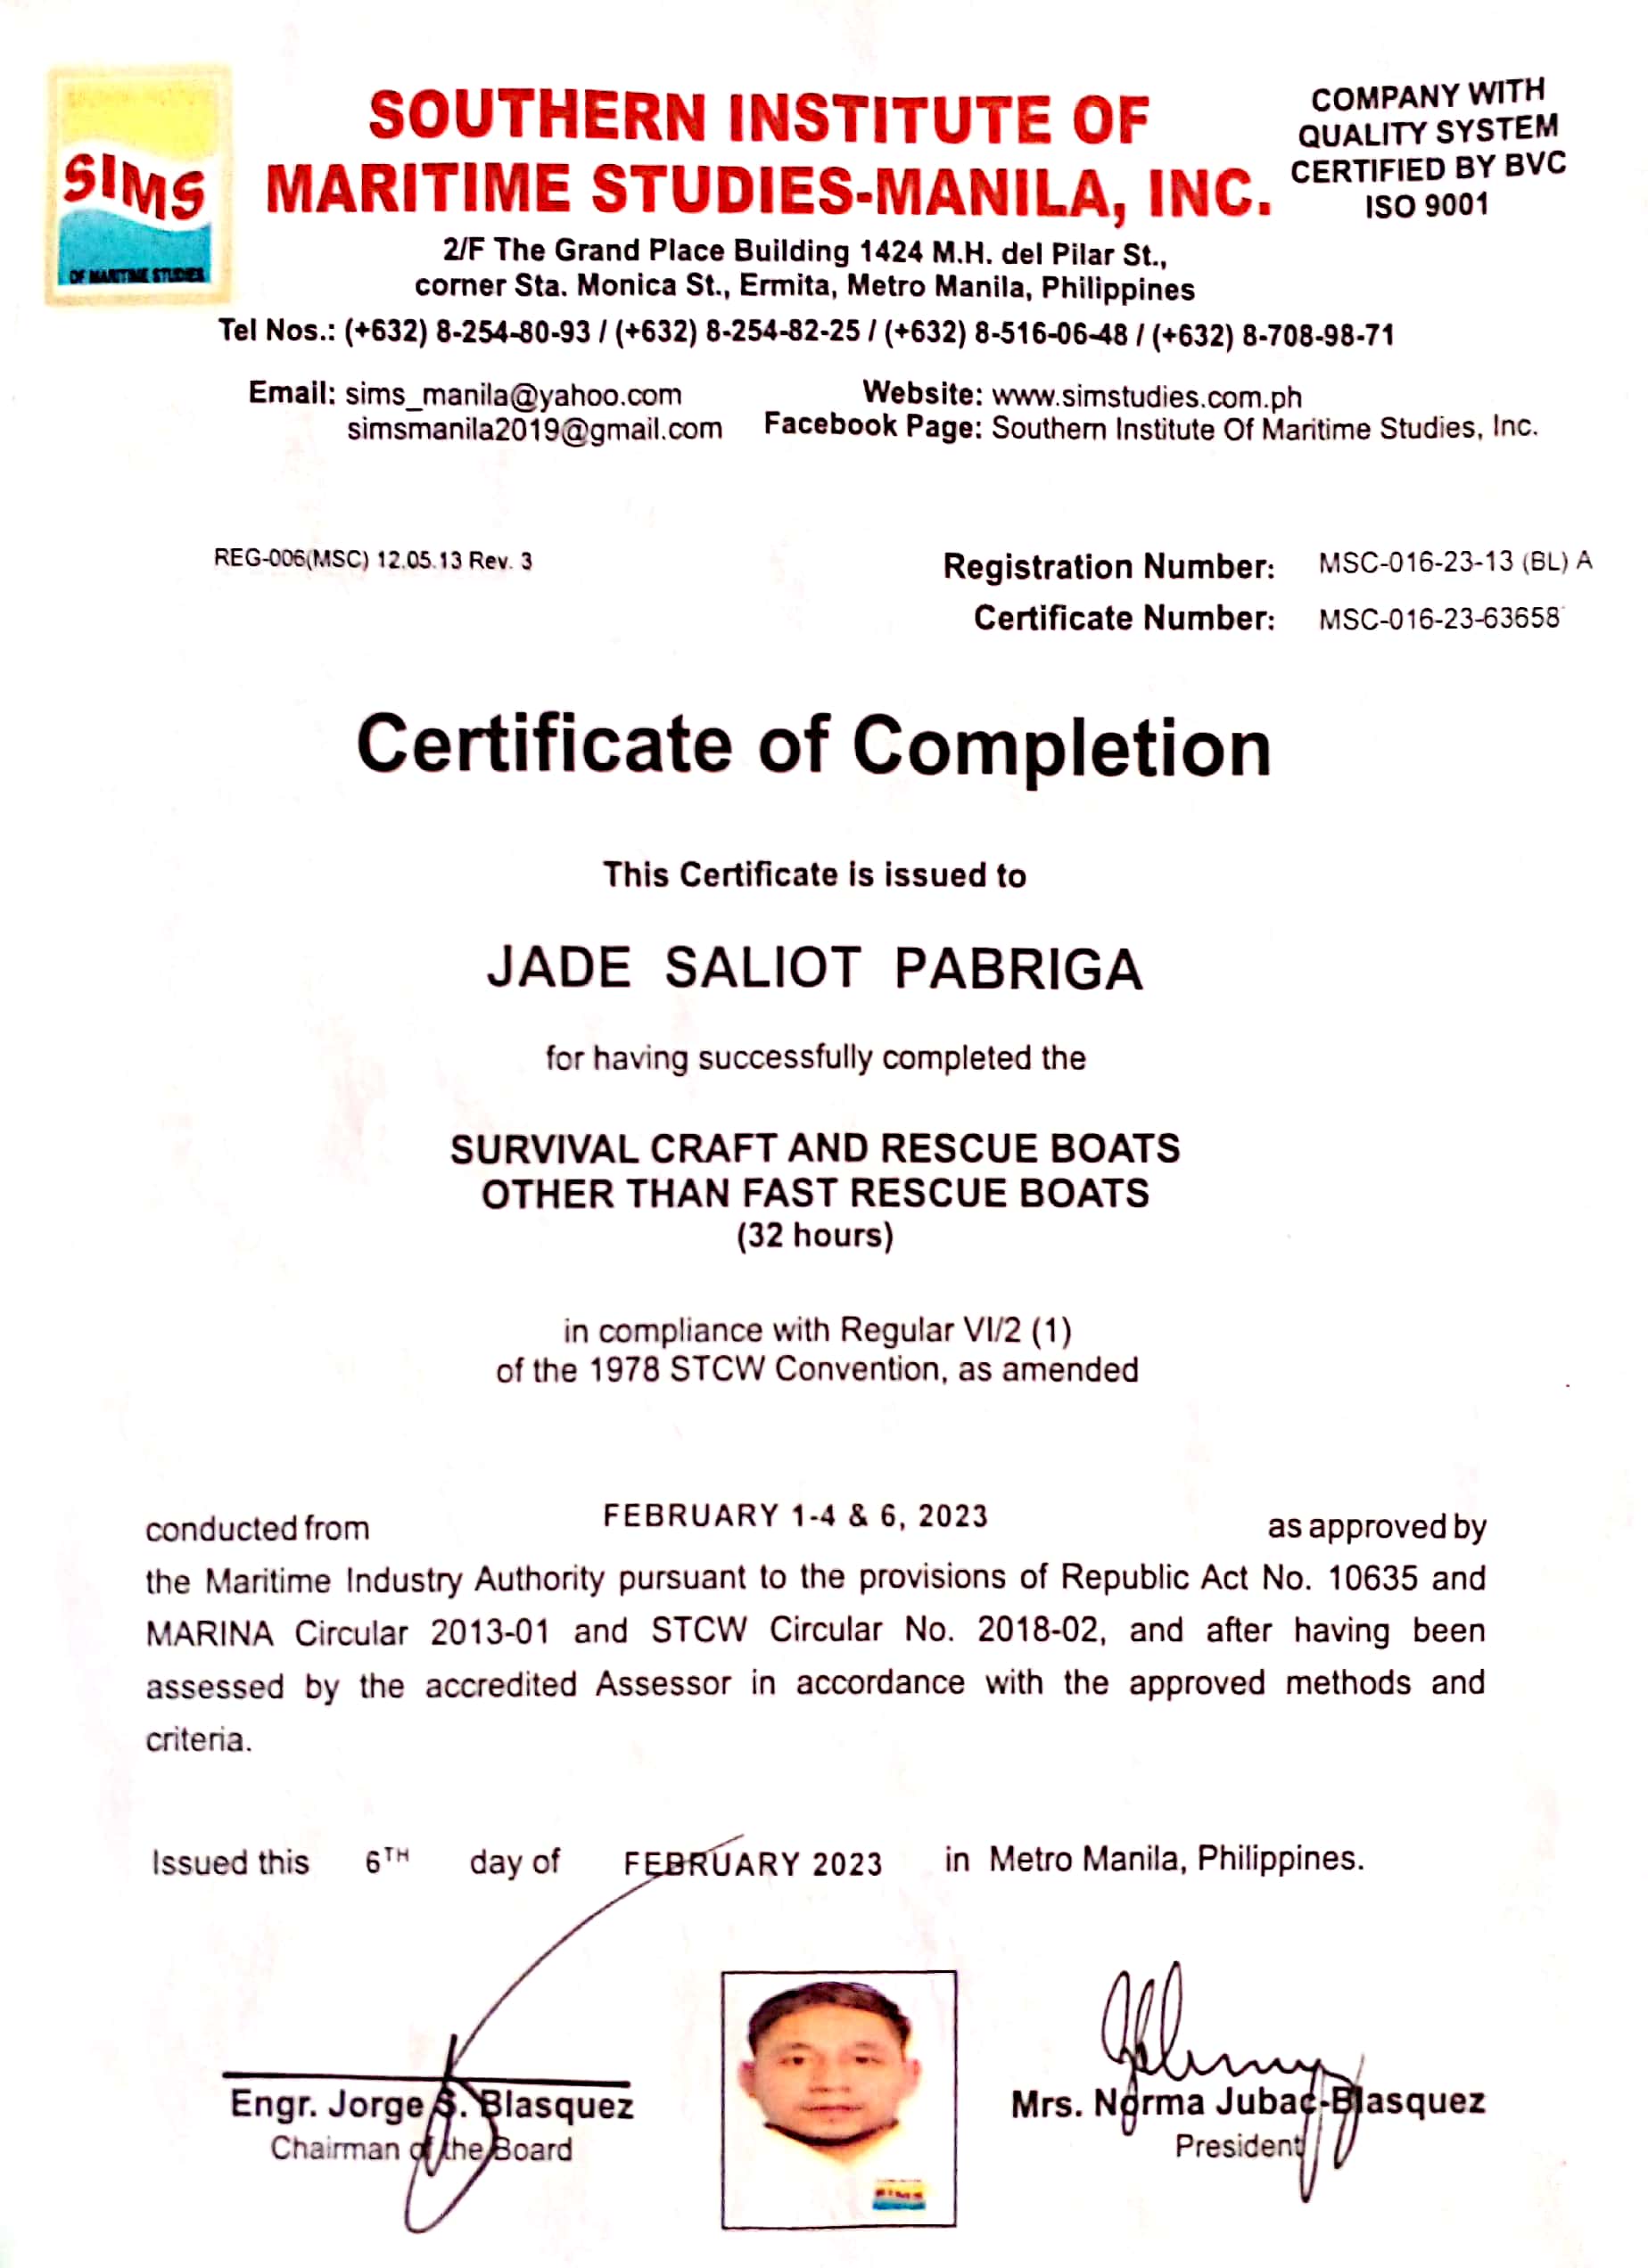 SIMS
OF MARITIME STUDIES
SOUTHERN INSTITUTE OF
MARITIME STUDIES-MANILA, INC.
COMPANY WITH
QUALITY SYSTEM
CERTIFIED BY BVC
ISO 9001
2/F The Grand Place Building 1424 M.H. del Pilar St.,
corner Sta. Monica St., Ermita, Metro Manila, Philippines
Tel Nos.: (+632) 8-254-80-93 / (+632) 8-254-82-25 / (+632) 8-516-06-48 / (+632) 8-708-98-71
Email: sims_manila@yahoo.com
simsmanila2019@gmail.com
Website: www.simstudies.com.ph
Facebook Page: Southern Institute Of Maritime Studies, Inc.
REG-006(MSC) 12.05.13 Rev. 3
Registration Number: MSC-016-23-13 (BL) A
Certificate Number: MSC-016-23-63658
Certificate of Completion
This Certificate is issued to
JADE SALIOT PABRIGA
for having successfully completed the
SURVIVAL CRAFT AND RESCUE BOATS
OTHER THAN FAST RESCUE BOATS
(32 hours)
in compliance with Regular VI/2 (1)
of the 1978 STCW Convention, as amended
conducted from FEBRUARY 1-4 & 6, 2023 as approved by
the Maritime Industry Authority pursuant to the provisions of Republic Act No. 10635 and
MARINA Circular 2013-01 and STCW Circular No. 2018-02, and after having been
assessed by the accredited Assessor in accordance with the approved methods and
criteria.
Issued this 6TH day of FEBRUARY 2023 in Metro Manila, Philippines.
Engr. Jorge S. Blasquez
Chairman of the Board
SIMS
Mrs. Norma Jubac-Blasquez
President